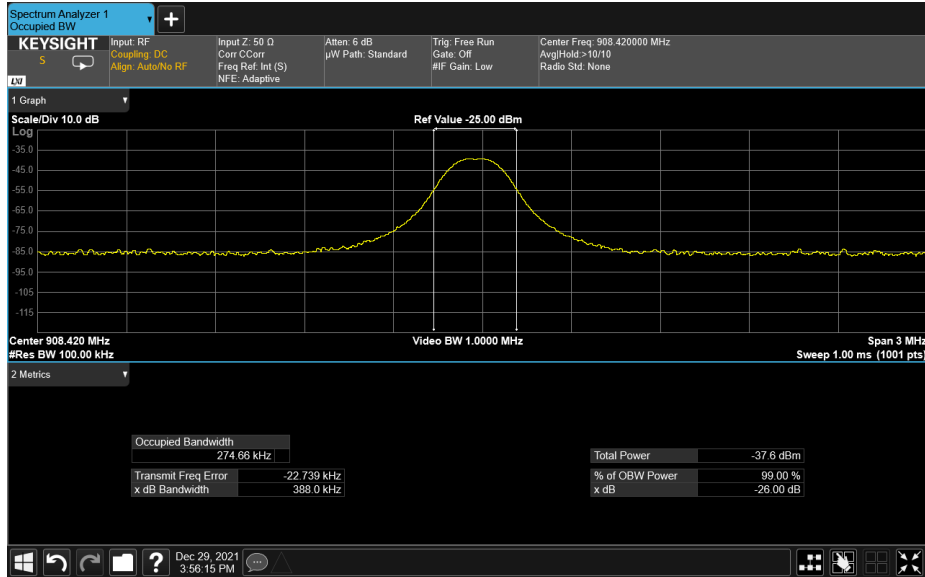 Spectrum Analyzer 1
Occupied BW
KEYSIGHT
S
LXI
Input: RF
Coupling: DC
Align: Auto/No RF
Input Z: 50 Ω
Corr CCorr
Freq Ref: Int (S)
NFE: Adaptive
Atten: 6 dB
µW Path: Standard
Trig: Free Run
Gate: Off
#IF Gain: Low
Center Freq: 908.420000 MHz
Avg|Hold:>10/10
Radio Std: None
1 Graph
Scale/Div 10.0 dB
Ref Value -25.00 dBm
Log
-35.0
-45.0
-55.0
-65.0
-75.0
-85.0
-95.0
-105
-115
Center 908.420 MHz
Video BW 1.0000 MHz
Span 3 MHz
#Res BW 100.00 kHz
Sweep 1.00 ms (1001 pts)
2 Metrics
Occupied Bandwidth
274.66 kHz
Transmit Freq Error -22.739 kHz
x dB Bandwidth 388.0 kHz
Total Power -37.6 dBm
% of OBW Power 99.00 %
x dB -26.00 dB
?
Dec 29, 2021
3:56:15 PM